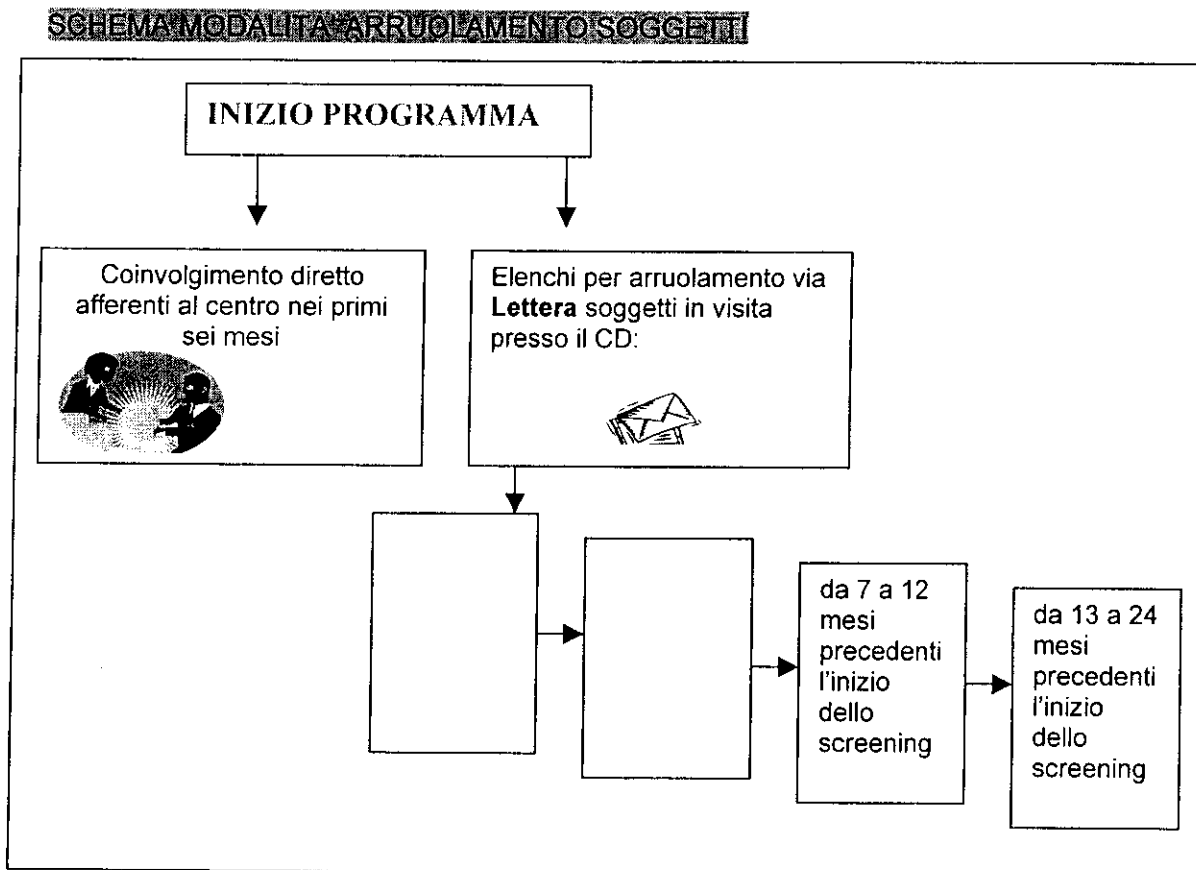 SCHEMA MODALITA' ARRUOLAMENTO SOGGETTI
INIZIO PROGRAMMA
Coinvolgimento diretto
afferenti al centro nei primi
sei mesi
Elenchi per arruolamento via
Lettera soggetti in visita
presso il CD:
da 7 a 12
mesi
precedenti
l'inizio
dello
screening
da 13 a 24
mesi
precedenti
l'inizio
dello
screening